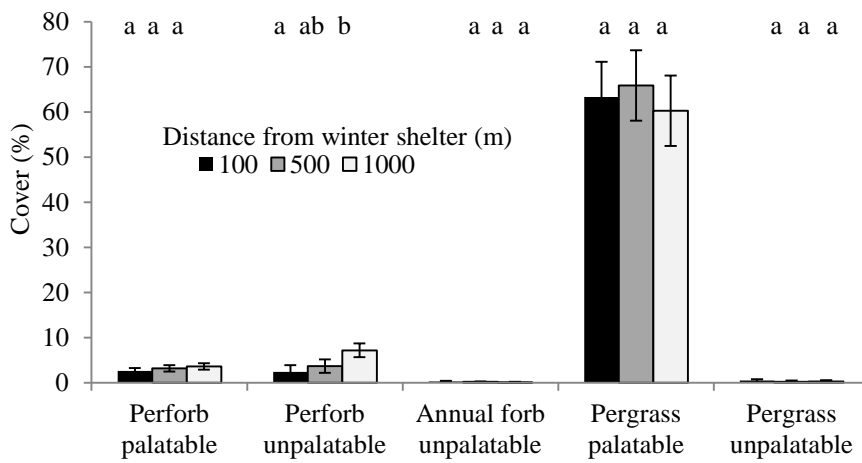 80
a a a
a ab b
a a a
a a a
a a a
70
60
50
40
30
20
10
0
Cover (%)
Distance from winter shelter (m)
100 500 1000
Perforb palatable
Perforb unpalatable
Annual forb unpalatable
Pergrass palatable
Pergrass unpalatable